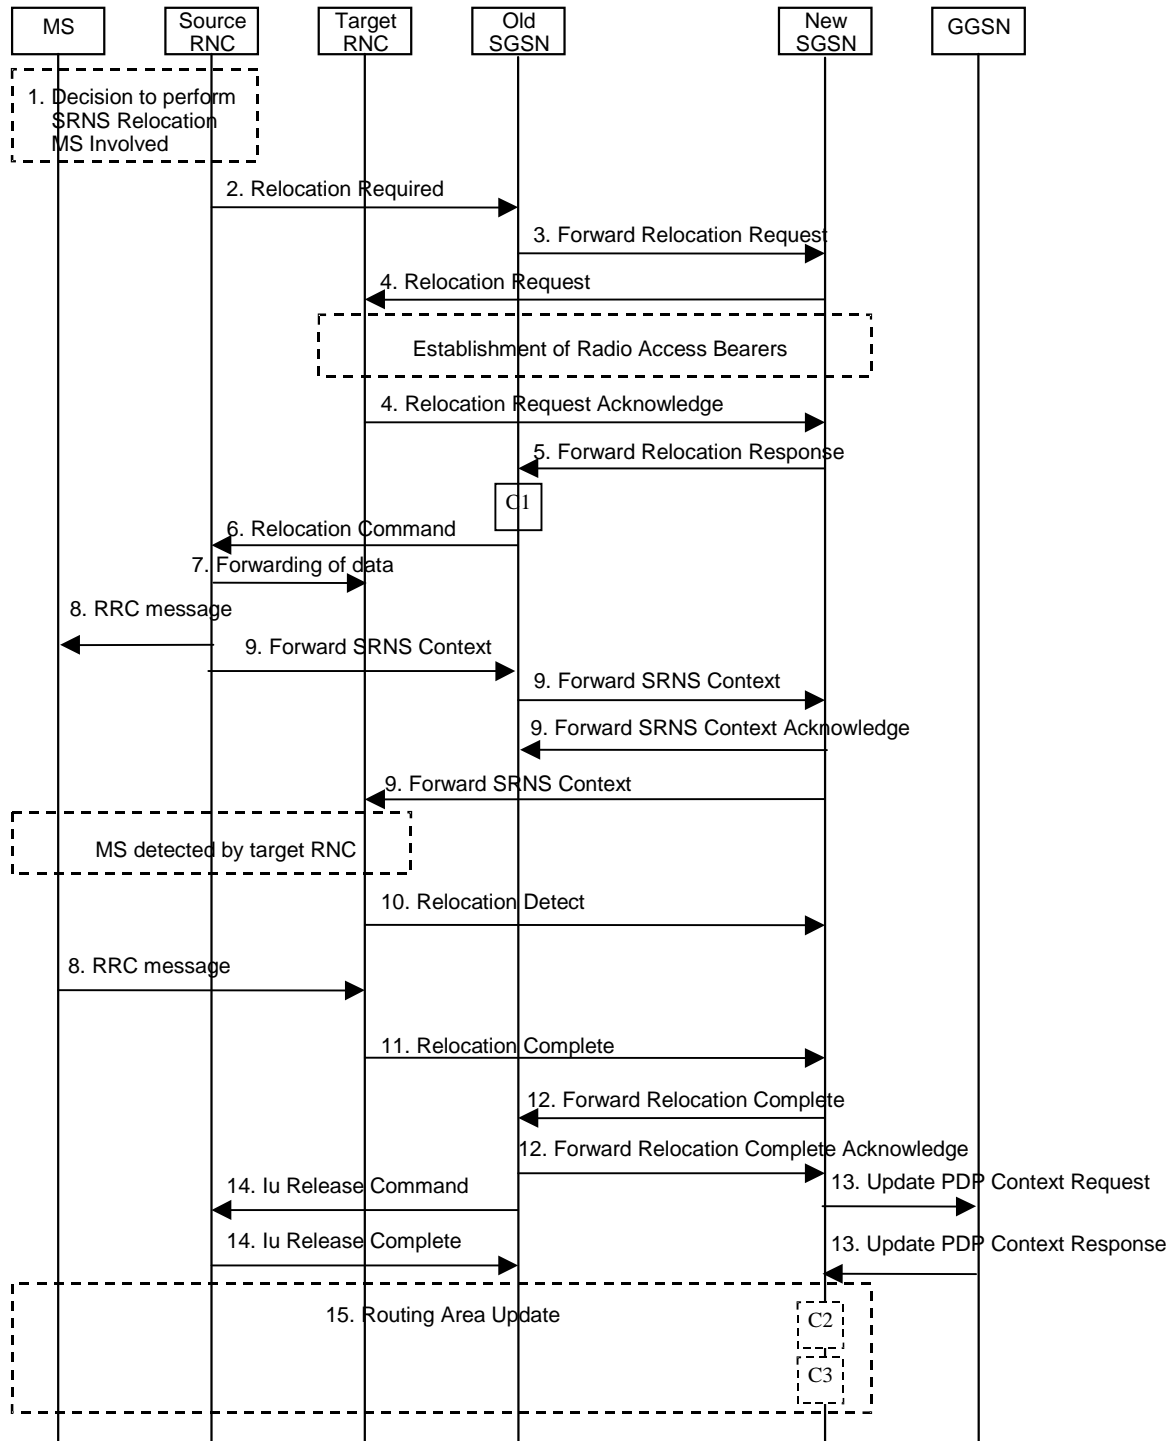 MS
Source
RNC
Target
RNC
Old
SGSN
New
SGSN
GGSN
1. Decision to perform
SRNS Relocation
MS Involved
2. Relocation Required
3. Forward Relocation Request
4. Relocation Request
Establishment of Radio Access Bearers
4. Relocation Request Acknowledge
5. Forward Relocation Response
C1
6. Relocation Command
7. Forwarding of data
8. RRC message
9. Forward SRNS Context
9. Forward SRNS Context
9. Forward SRNS Context Acknowledge
9. Forward SRNS Context
MS detected by target RNC
10. Relocation Detect
8. RRC message
11. Relocation Complete
12. Forward Relocation Complete
12. Forward Relocation Complete Acknowledge
14. Iu Release Command
13. Update PDP Context Request
14. Iu Release Complete
13. Update PDP Context Response
15. Routing Area Update
C2
C3